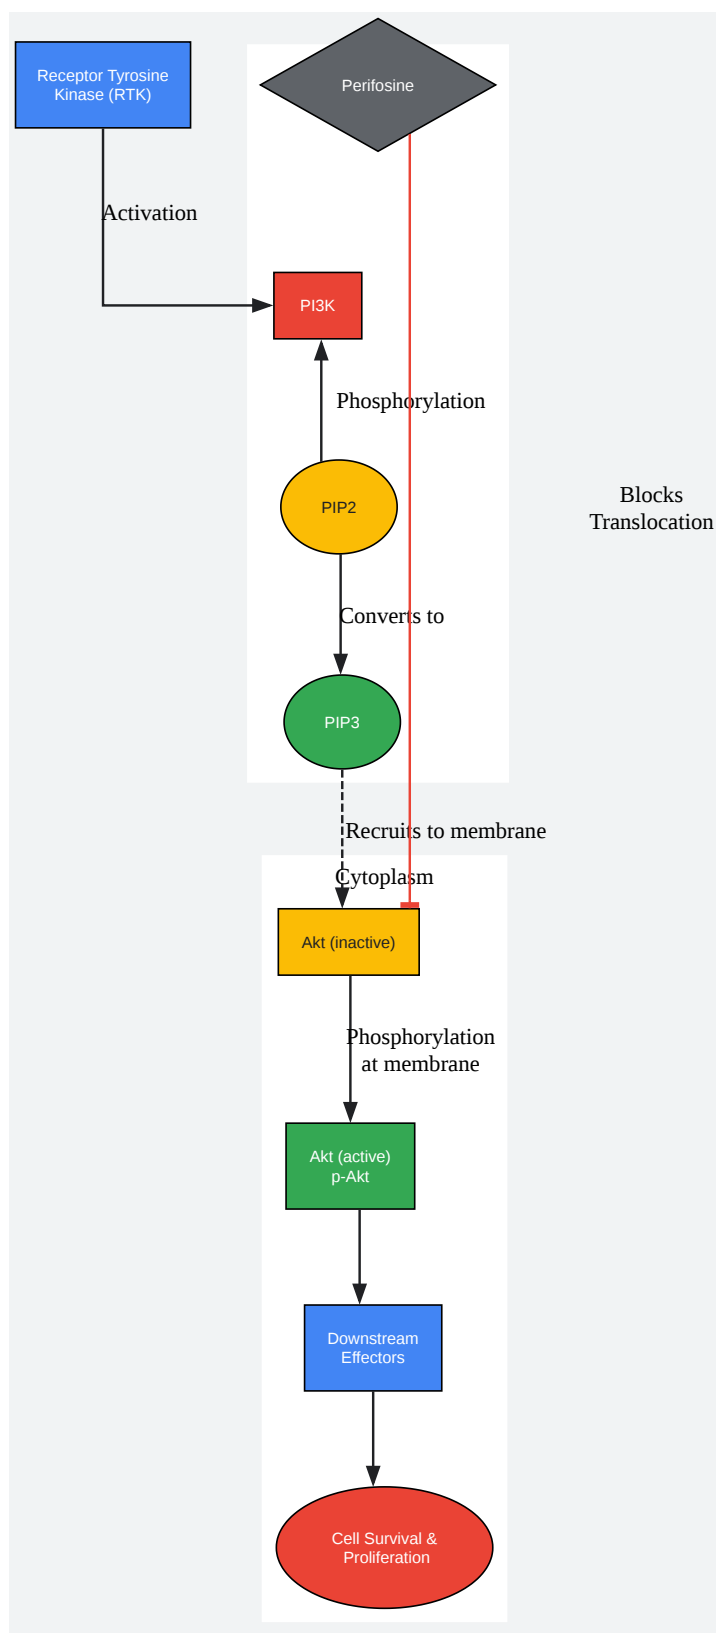 Receptor Tyrosine
Kinase (RTK)
Perifosine
Activation
PI3K
Phosphorylation
PIP2
Blocks
Translocation
Converts to
PIP3
Recruits to membrane
Cytoplasm
Akt (inactive)
Phosphorylation
at membrane
Akt (active)
p-Akt
Downstream
Effectors
Cell Survival &
Proliferation